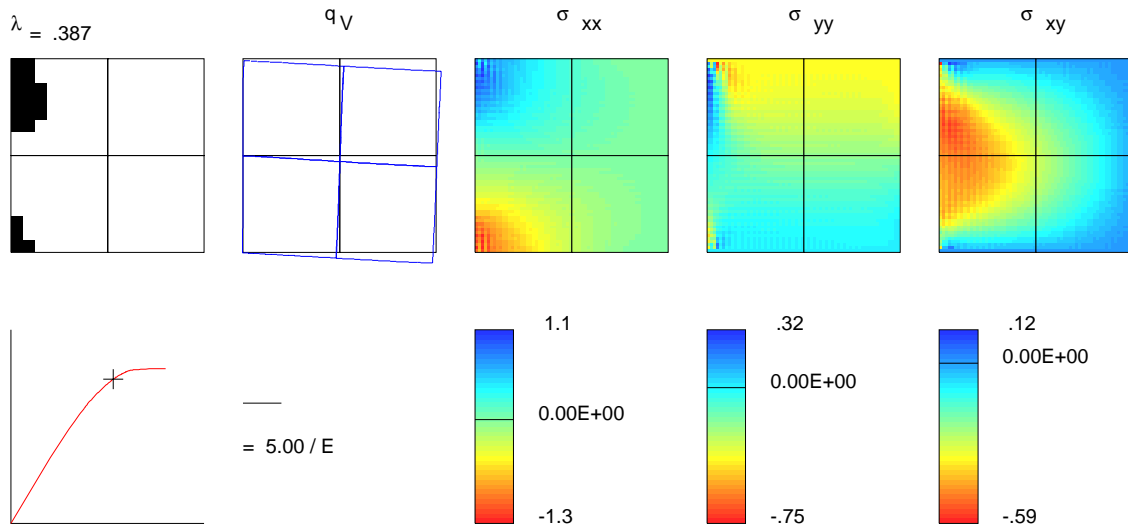 λ = .387
q V
σ xx
σ yy
σ xy
1.1
.32
.12
0.00E+00
0.00E+00
0.00E+00
= 5.00 / E
-1.3
-.75
-.59